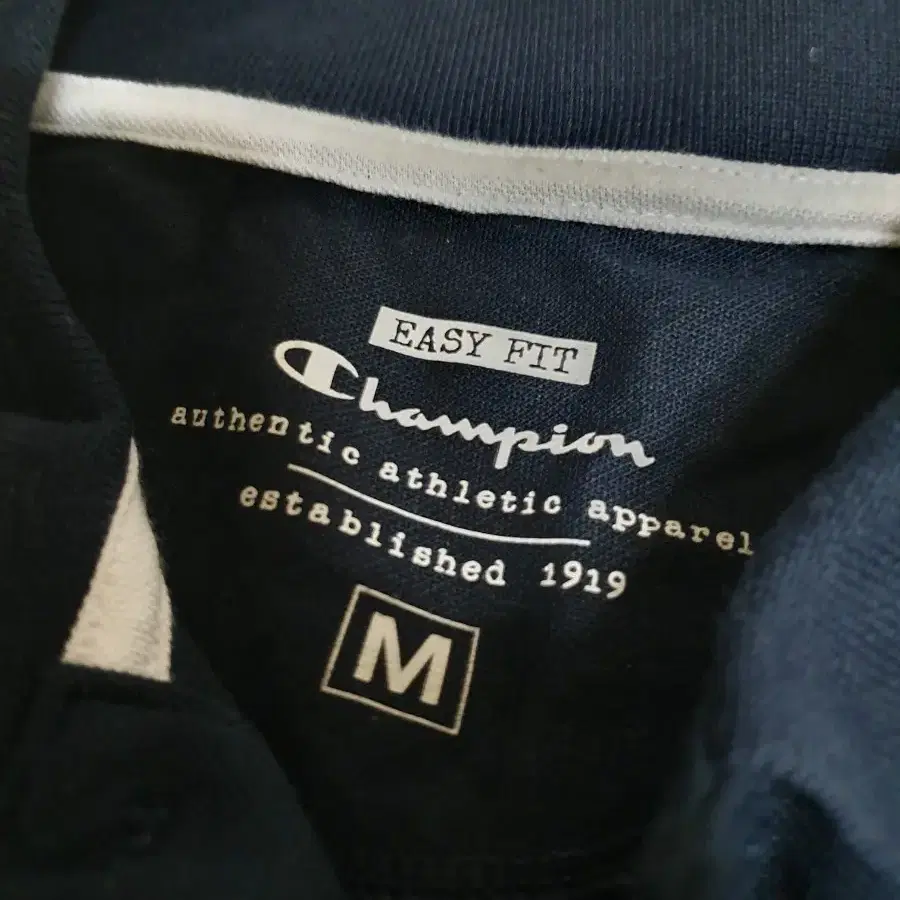 EASY FIT
Champion
authentic athletic apparel
established 1919
M